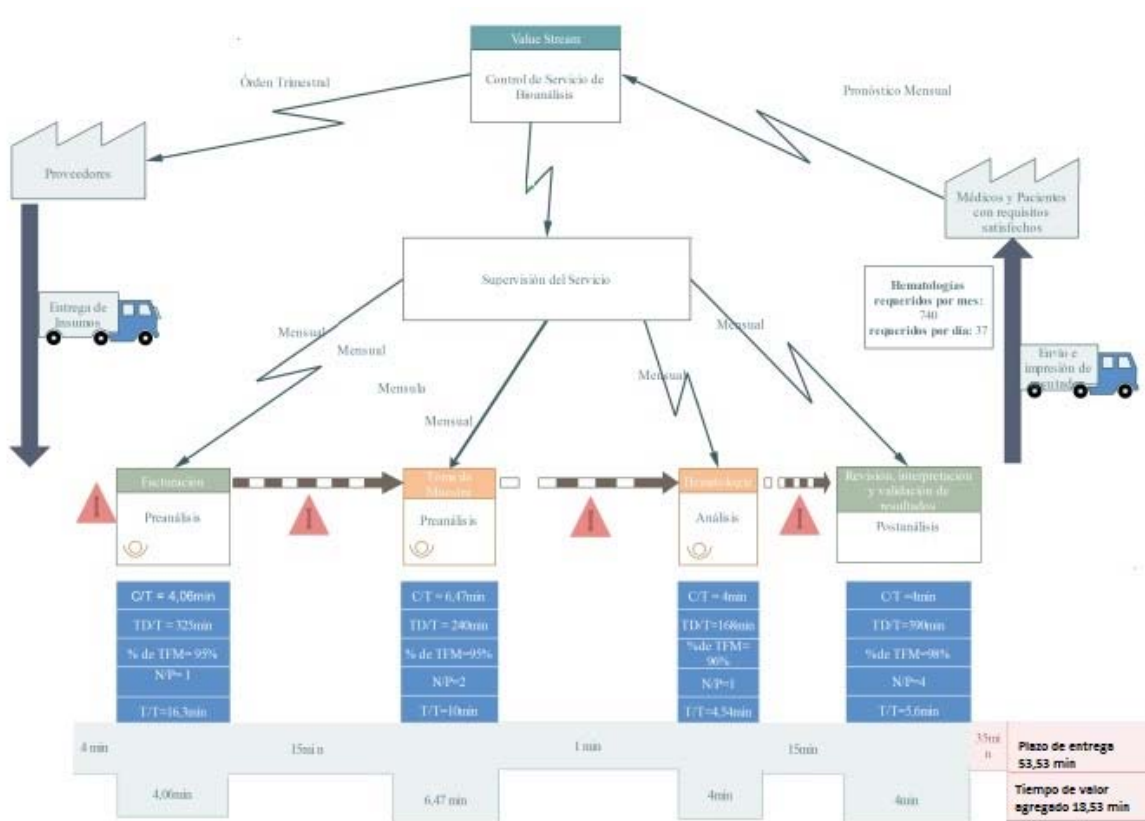 Value Stream
Control de Servicio de
Bioanálisis
Órden Trimestral
Pronóstico Mensual
Proveedores
Médicos y Pacientes
con requisitos
satisfechos
Supervisión del Servicio
Hematologías
requeridos por mes:
740
requeridos por día: 37
Entrega de
Insumos
Envío e
impresión de
Mensual
Mensual
Mensula
Mensual
Mensual
Mensual
Facturación
Preanálisis
Toma de
Muestra
Preanálisis
Hematología
Análisis
Revisión, interpretación
y validación de
resultados
Postanálisis
C/T = 4,06min
TD/T = 325min
% de TFM= 95%
N/P= 1
T/T=16,3min
C/T = 6,47min
TD/T = 240min
% de TFM=95%
N/P=2
T/T=10min
C/T = 4min
TD/T=168min
%de TFM=
96%
N/P=1
T/T=4,54min
C/T
TD/T=390min
%de TFM=98%
N/P=4
T/T=5,6min
4 min
15min
1 min
15min
35mi
n
4,06min
6,47 min
4min
4min
Plazo de entrega
53,53 min
Tiempo de valor
agregado 18,53 min